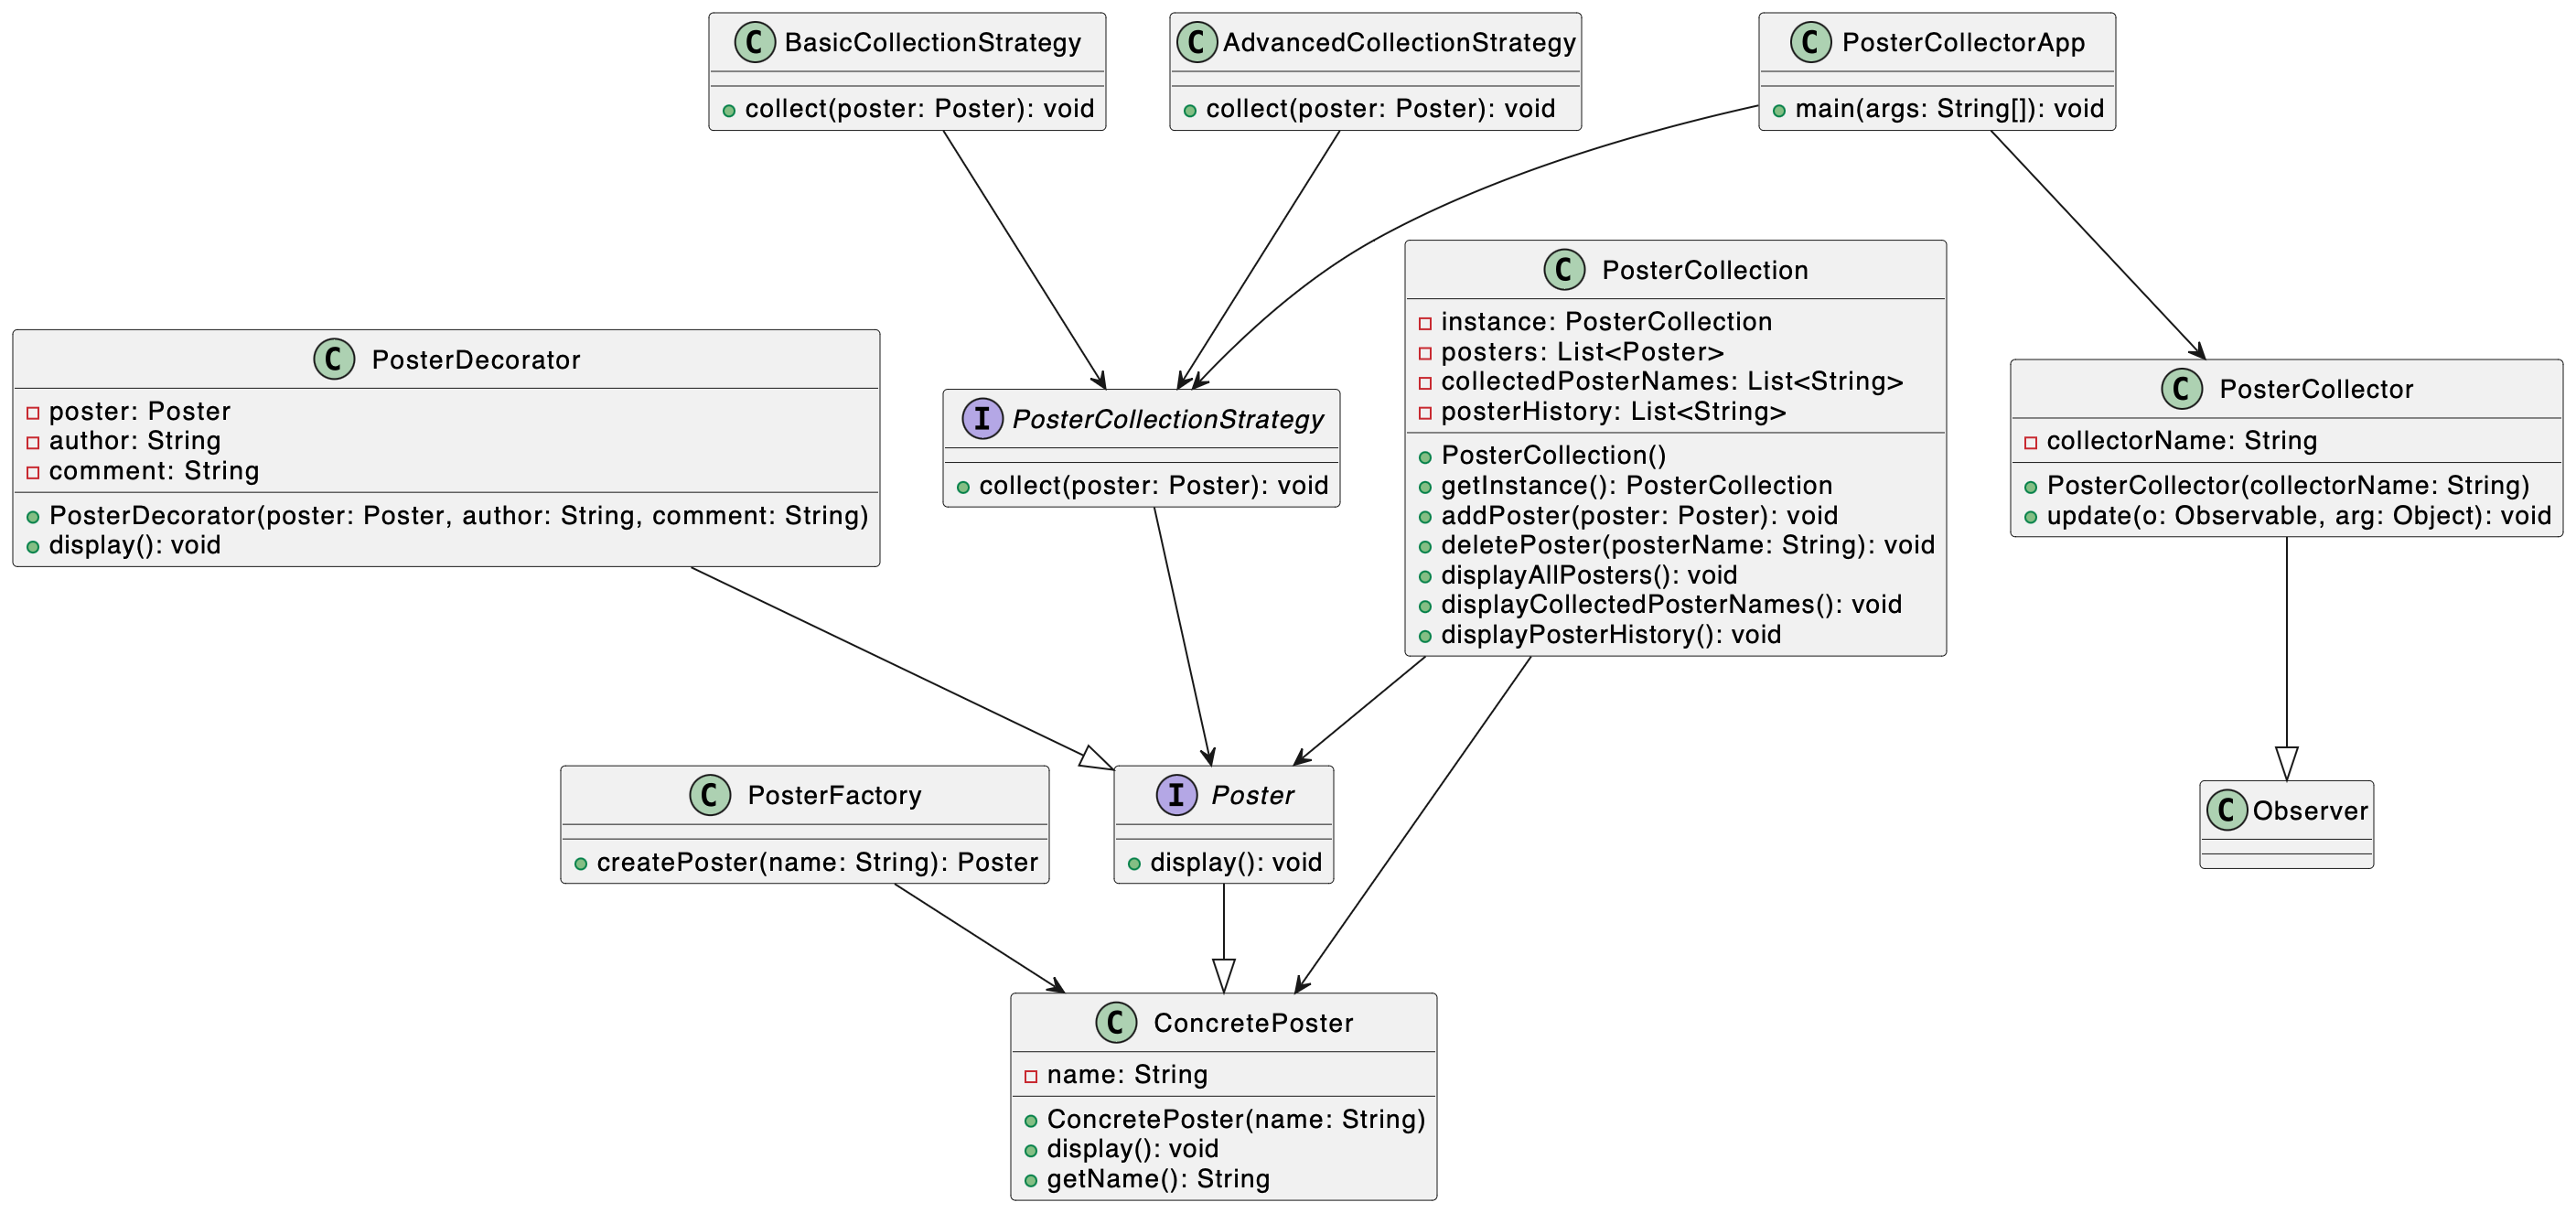 C BasicCollectionStrategy
collect(poster: Poster): void
C AdvancedCollectionStrategy
collect(poster: Poster): void
C PosterCollectorApp
main(args: String[]): void
C PosterCollection
instance: PosterCollection
posters: List<Poster>
collectedPosterNames: List<String>
posterHistory: List<String>
PosterCollection()
getInstance(): PosterCollection
addPoster(poster: Poster): void
deletePoster(posterName: String): void
displayAllPosters(): void
displayCollectedPosterNames(): void
displayPosterHistory(): void
C PosterDecorator
poster: Poster
author: String
comment: String
PosterDecorator(poster: Poster, author: String, comment: String)
display(): void
I PosterCollectionStrategy
collect(poster: Poster): void
C PosterCollector
collectorName: String
PosterCollector(collectorName: String)
update(o: Observable, arg: Object): void
C PosterFactory
createPoster(name: String): Poster
I Poster
display(): void
C Observer
C ConcretePoster
name: String
ConcretePoster(name: String)
display(): void
getName(): String